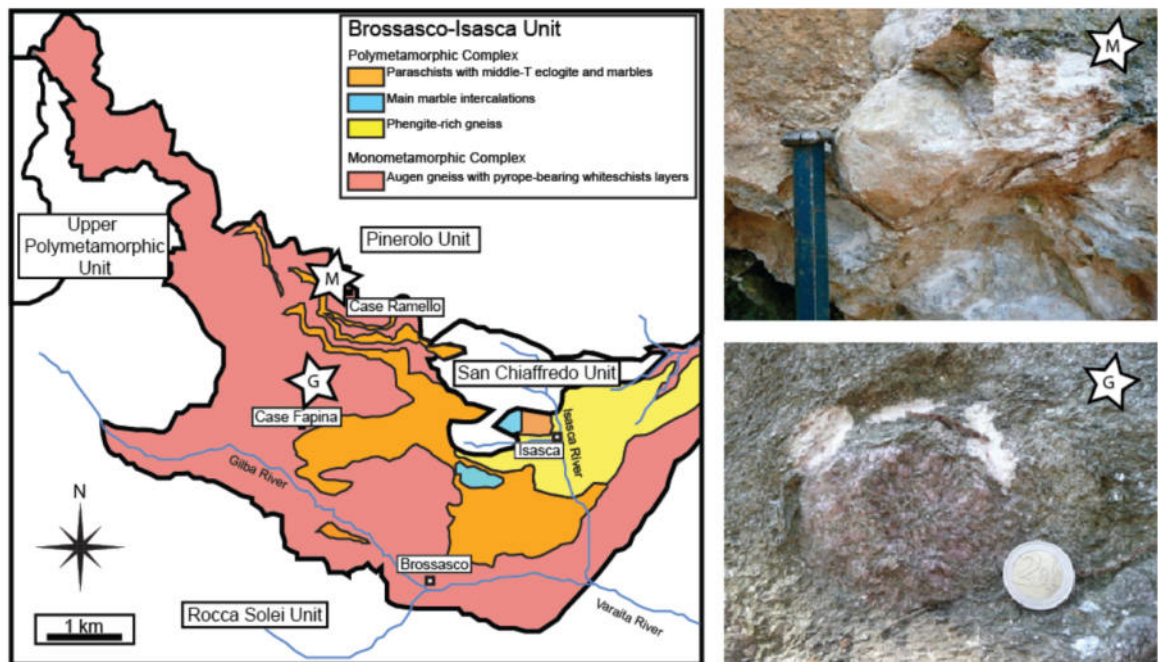 Brossasco-Isasca Unit
Polymetamorphic Complex
Paraschists with middle-T eclogite and marbles
Main marble intercalations
Phengite-rich gneiss
Monometamorphic Complex
Augen gneiss with pyrope-bearing whiteschists layers
Upper
Polymetamorphic
Unit
Pinerolo Unit
M
Case Ramello
San Chiaffredo Unit
G
Case Fapina
Isasca River
Isasca
Gilba River
N
Brossasco
Rocca Solei Unit
Varaita River
1 km
M
G
2